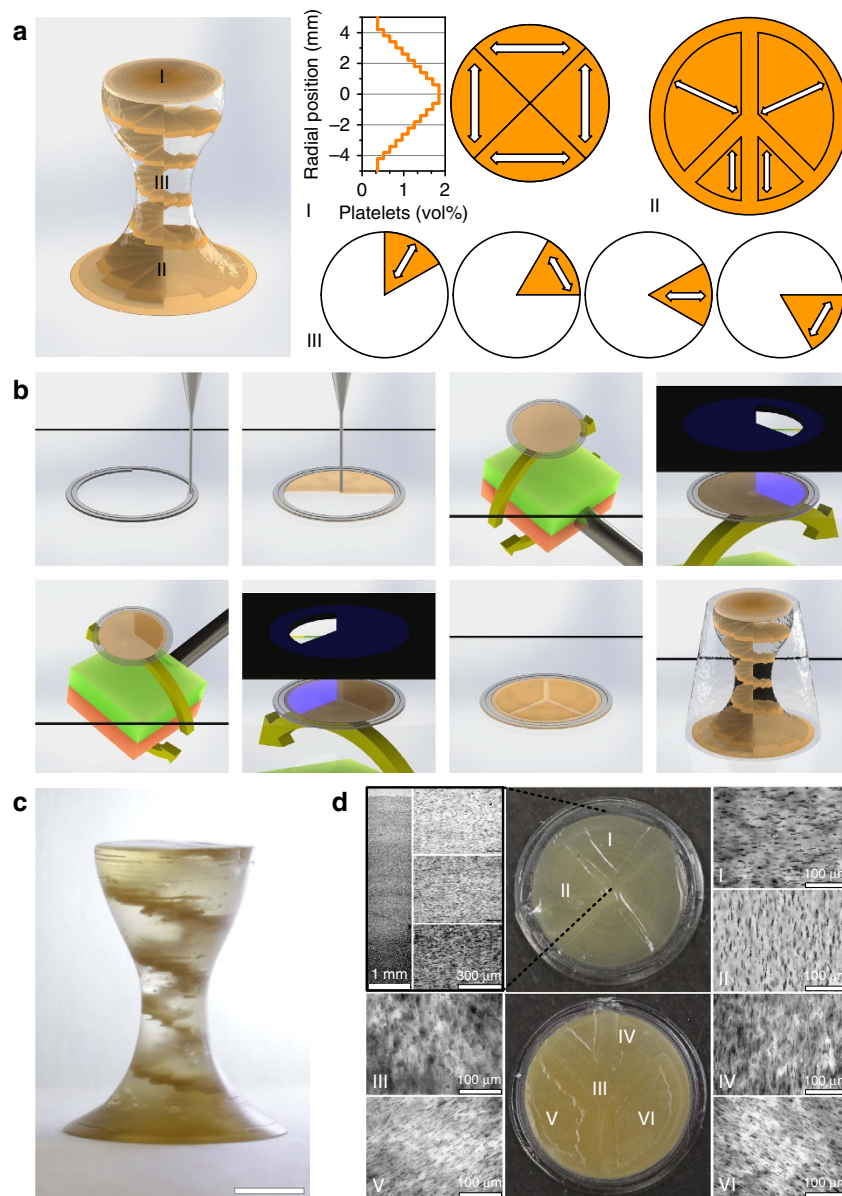 a
I
III
II
Radial position (mm)
4
2
0
−2
−4
0
1
2
Platelets (vol%)
I
II
III
b
c
d
1 mm
300 μm
I
II
I
100 μm
II
100 μm
III
100 μm
IV
III
V
VI
IV
100 μm
V
100 μm
VI
100 μm